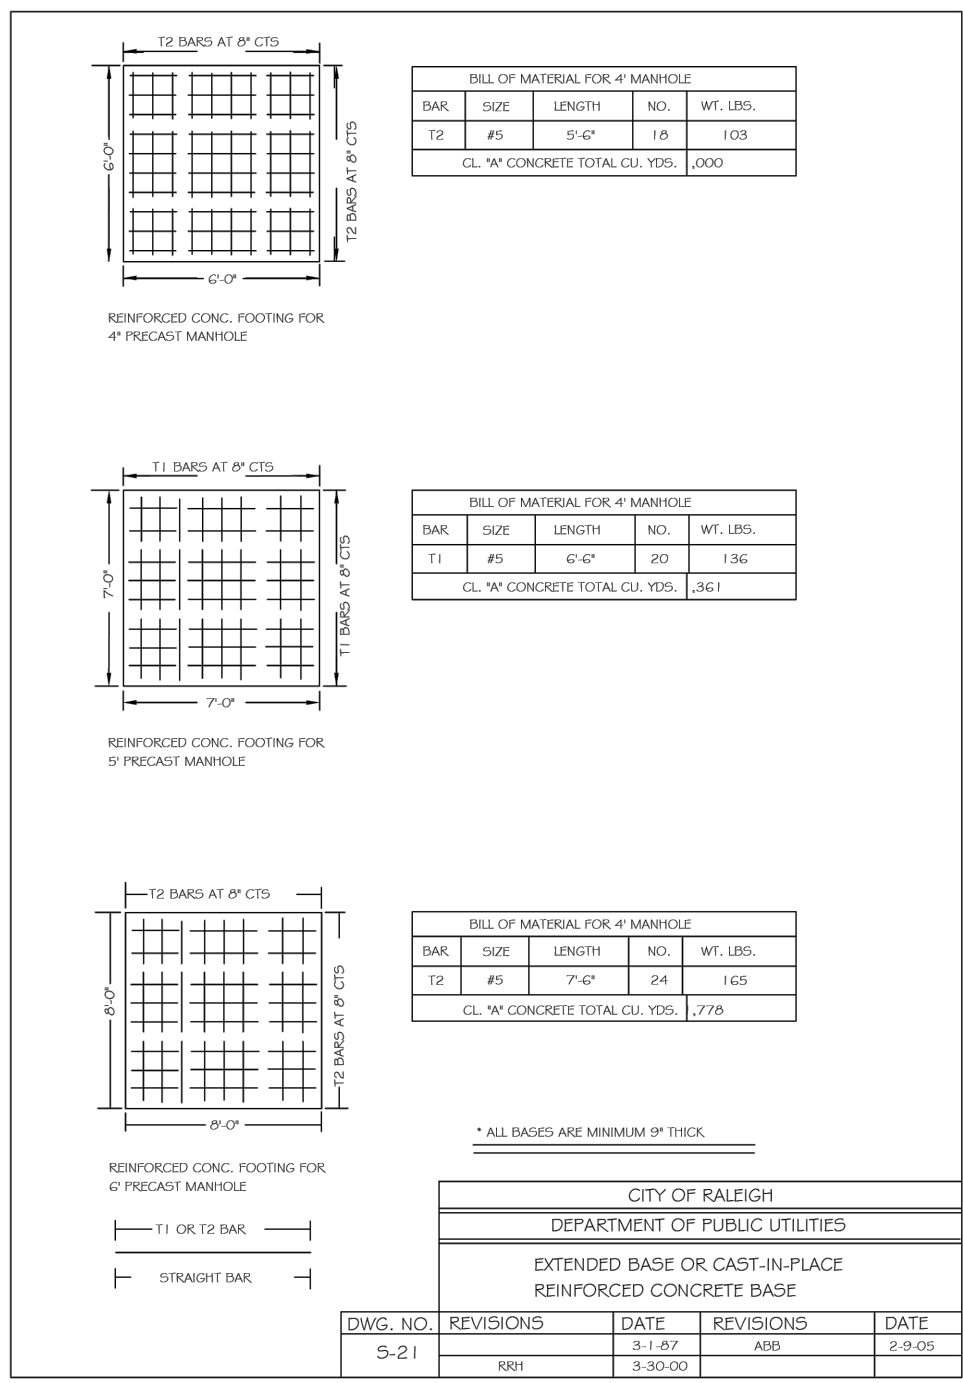 T2 BARS AT 8" CTS
6'-0"
T2 BARS AT 8" CTS
6'-0"
REINFORCED CONC. FOOTING FOR
4" PRECAST MANHOLE
BILL OF MATERIAL FOR 4' MANHOLE
BAR SIZE LENGTH NO. WT. LBS.
T2 #5 5'-6" 18 103
CL. "A" CONCRETE TOTAL CU. YDS. ,000
T1 BARS AT 8" CTS
7'-0"
T1 BARS AT 8" CTS
7'-0"
REINFORCED CONC. FOOTING FOR
5' PRECAST MANHOLE
BILL OF MATERIAL FOR 4' MANHOLE
BAR SIZE LENGTH NO. WT. LBS.
T1 #5 6'-6" 20 136
CL. "A" CONCRETE TOTAL CU. YDS. ,361
T2 BARS AT 8" CTS
8'-0"
T2 BARS AT 8" CTS
8'-0"
REINFORCED CONC. FOOTING FOR
6' PRECAST MANHOLE
BILL OF MATERIAL FOR 4' MANHOLE
BAR SIZE LENGTH NO. WT. LBS.
T2 #5 7'-6" 24 165
CL. "A" CONCRETE TOTAL CU. YDS. ,778
* ALL BASES ARE MINIMUM 9" THICK
T1 OR T2 BAR
STRAIGHT BAR
CITY OF RALEIGH
DEPARTMENT OF PUBLIC UTILITIES
EXTENDED BASE OR CAST-IN-PLACE
REINFORCED CONCRETE BASE
DWG. NO. REVISIONS DATE REVISIONS DATE
S-21
3-1-87 ABB 2-9-05
RRH 3-30-00